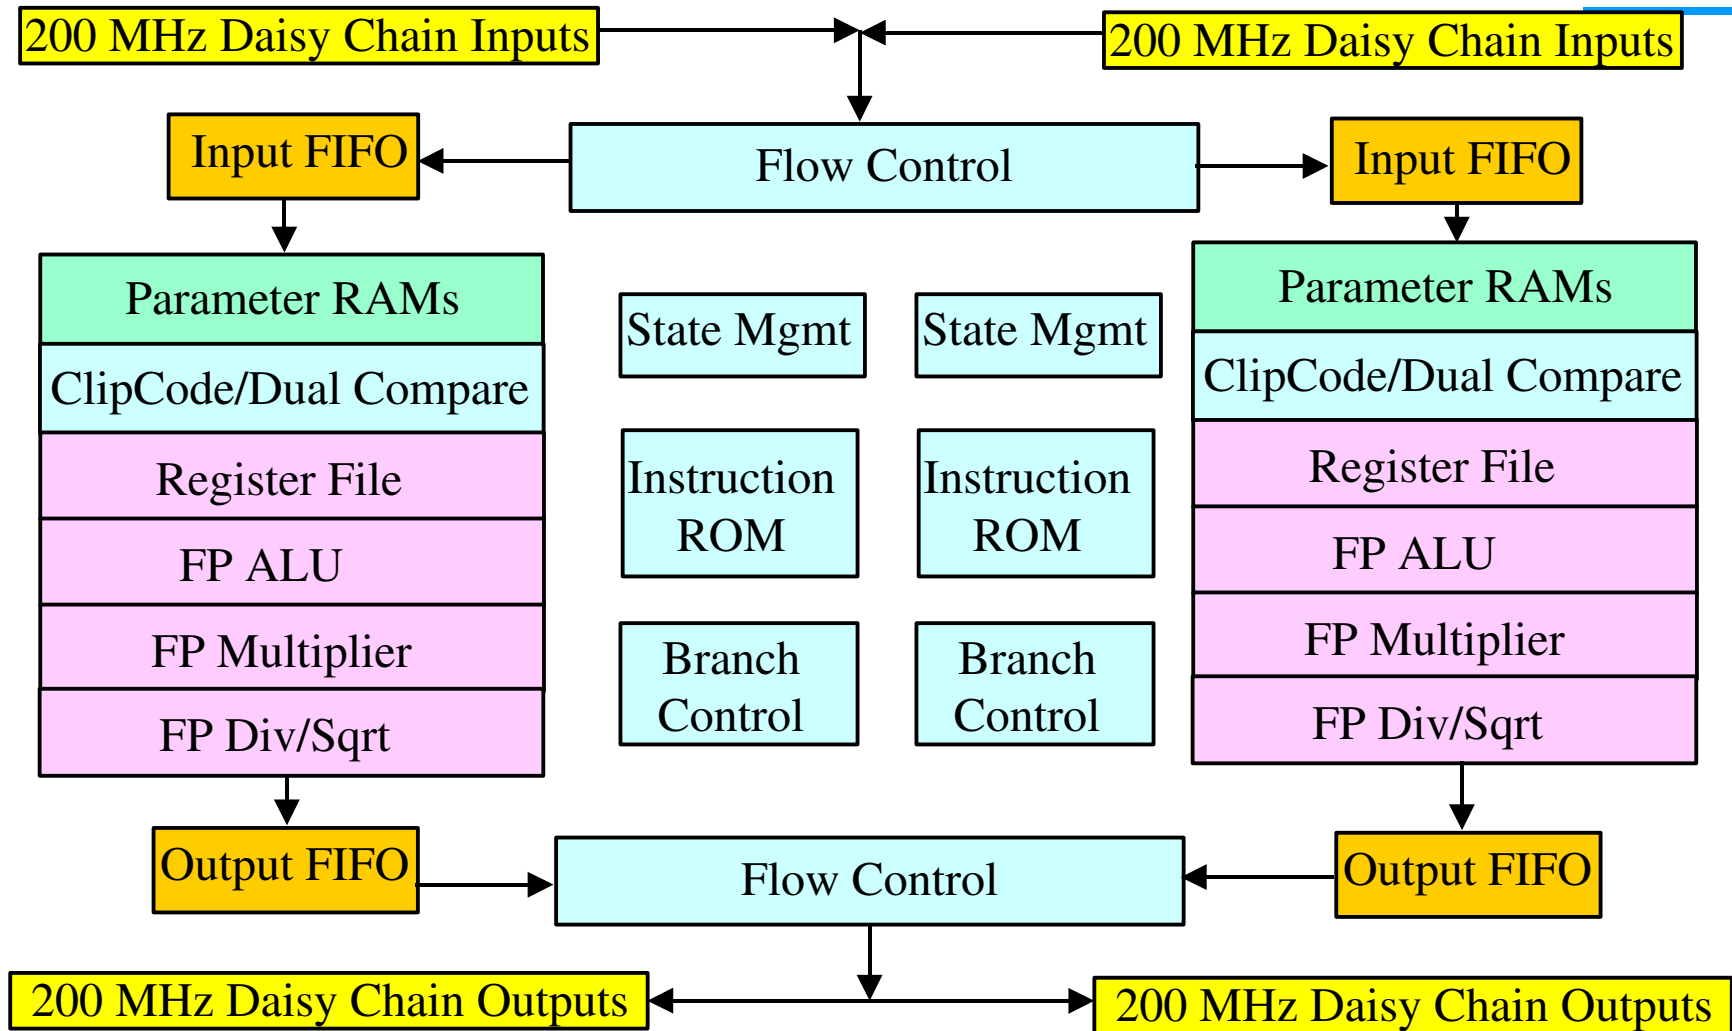 200 MHz Daisy Chain Inputs
200 MHz Daisy Chain Inputs
Input FIFO
Flow Control
Input FIFO
Parameter RAMs
ClipCode/Dual Compare
Register File
FP ALU
FP Multiplier
FP Div/Sqrt
State Mgmt
State Mgmt
Instruction
ROM
Instruction
ROM
Branch
Control
Branch
Control
Parameter RAMs
ClipCode/Dual Compare
Register File
FP ALU
FP Multiplier
FP Div/Sqrt
Output FIFO
Flow Control
Output FIFO
200 MHz Daisy Chain Outputs
200 MHz Daisy Chain Outputs